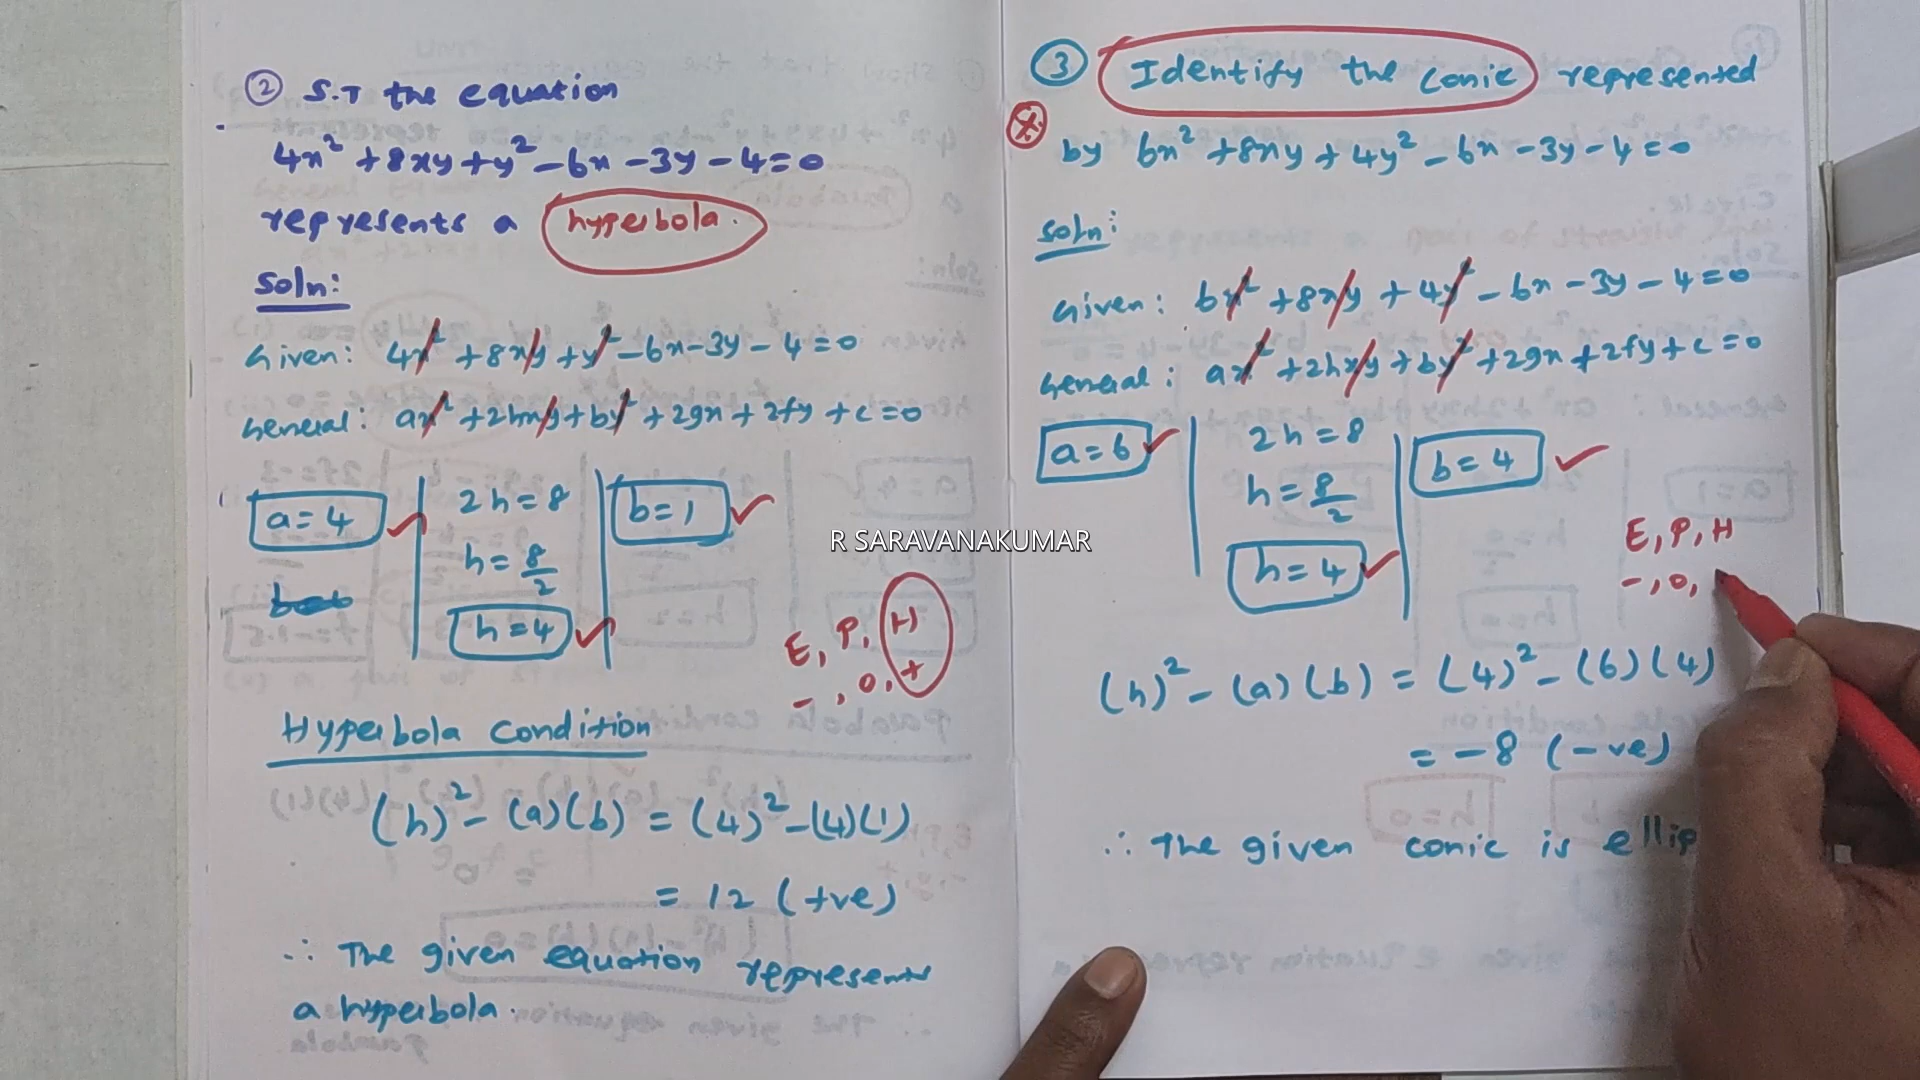 ② S.T the equation
4x² + 8xy + y² - 6x - 3y - 4 = 0
represents a hyperbola.
Soln:
Given: 4x² + 8xy + y² - 6x - 3y - 4 = 0
General: ax² + 2hxy + by² + 2gx + 2fy + c = 0
a = 4
2h = 8
h = 8/2
h = 4
b = 1
E, P, H
-, 0, +
Hyperbola Condition
(h)² - (a)(b) = (4)² - (4)(1)
= 12 (+ve)
∴ The given equation represents
a hyperbola.
③ Identify the conic represented
by 6x² + 8xy + 4y² - 6x - 3y - 4 = 0
Soln:
Given: 6x² + 8xy + 4y² - 6x - 3y - 4 = 0
General: ax² + 2hxy + by² + 2gx + 2fy + c = 0
a = 6
2h = 8
h = 8/2
h = 4
b = 4
E, P, H
-, 0,
(h)² - (a)(b) = (4)² - (6)(4)
= -8 (-ve)
∴ The given conic is ellip
R SARAVANAKUMAR